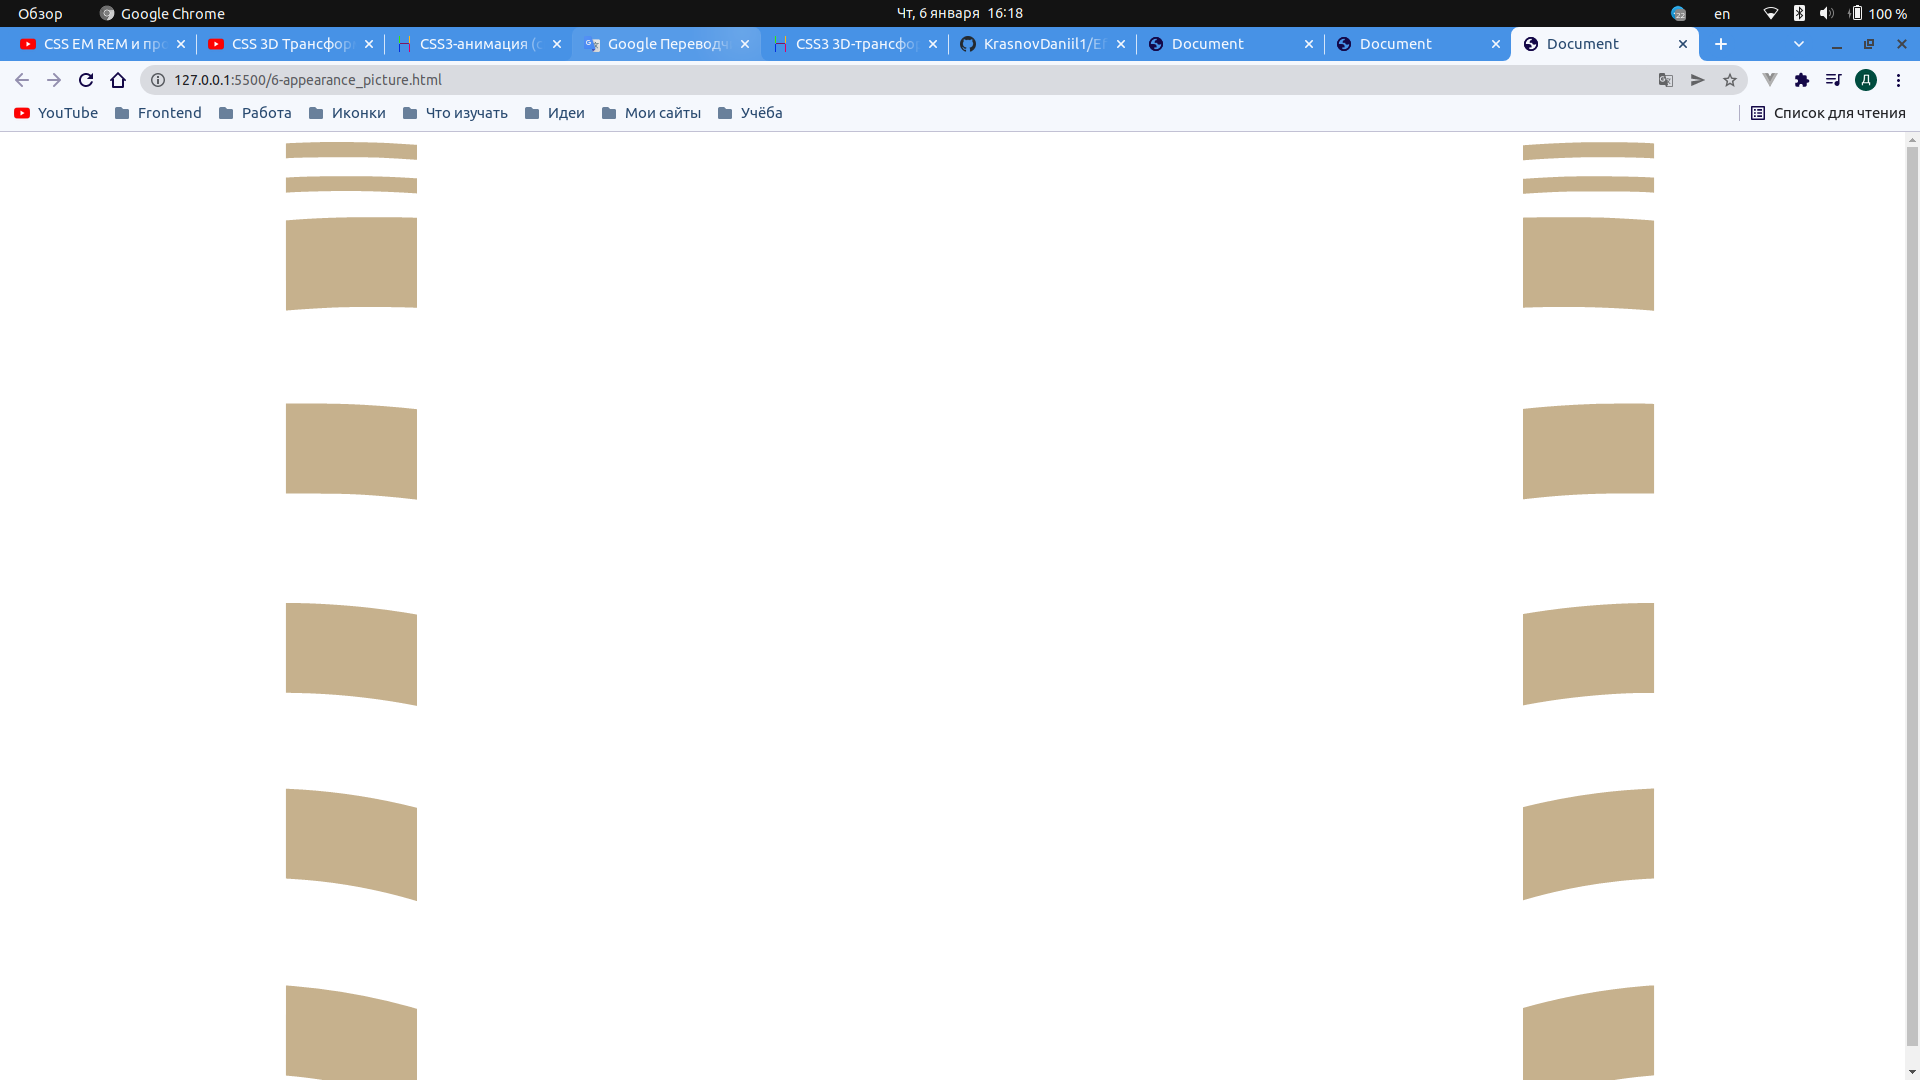 Обзор Google Chrome Чт, 6 января 16:18 en 100 %
CSS EM REM и пр CSS 3D Трансфор CSS3-анимация (с Google Переводч CSS3 3D-трансфо KrasnovDaniil1/Ef Document Document Document
127.0.0.1:5500/6-appearance_picture.html Д
YouTube Frontend Работа Иконки Что изучать Идеи Мои сайты Учёба Список для чтения